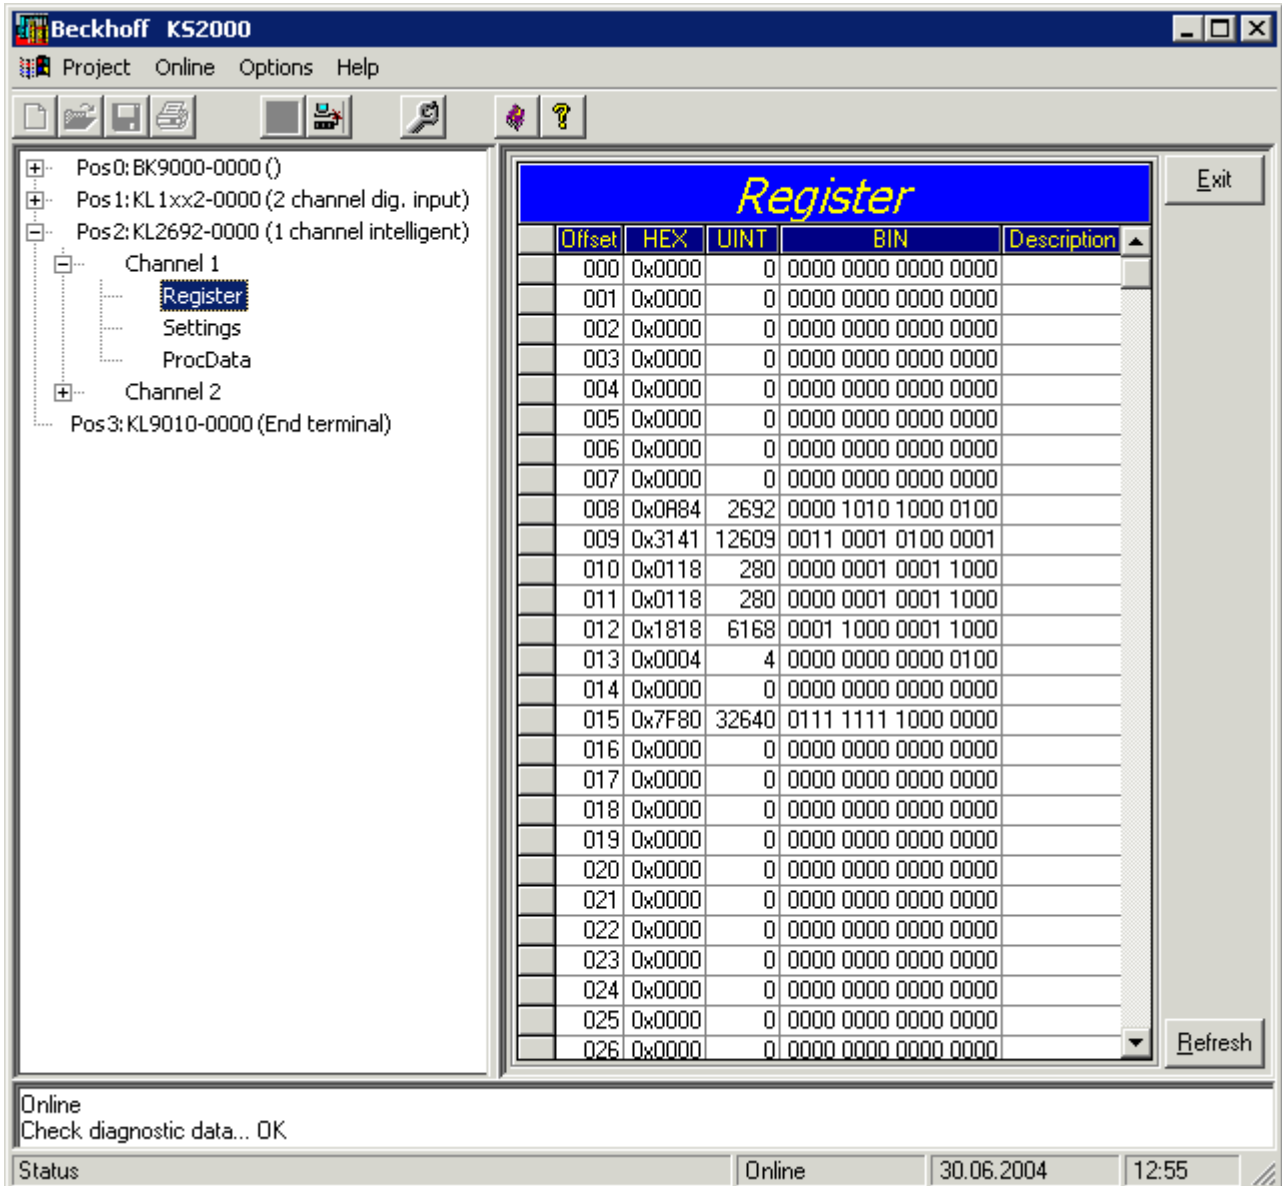 Beckhoff KS2000
Project Online Options Help
Pos0: BK9000-0000 ()
Pos1: KL1xx2-0000 (2 channel dig. input)
Pos2: KL2692-0000 (1 channel intelligent)
Channel 1
Register
Settings
ProcData
Channel 2
Pos3: KL9010-0000 (End terminal)
Register
Offset HEX UINT BIN Description
000 0x0000 0 0000 0000 0000 0000
001 0x0000 0 0000 0000 0000 0000
002 0x0000 0 0000 0000 0000 0000
003 0x0000 0 0000 0000 0000 0000
004 0x0000 0 0000 0000 0000 0000
005 0x0000 0 0000 0000 0000 0000
006 0x0000 0 0000 0000 0000 0000
007 0x0000 0 0000 0000 0000 0000
008 0x0A84 2692 0000 1010 1000 0100
009 0x3141 12609 0011 0001 0100 0001
010 0x0118 280 0000 0001 0001 1000
011 0x0118 280 0000 0001 0001 1000
012 0x1818 6168 0001 1000 0001 1000
013 0x0004 4 0000 0000 0000 0100
014 0x0000 0 0000 0000 0000 0000
015 0x7F80 32640 0111 1111 1000 0000
016 0x0000 0 0000 0000 0000 0000
017 0x0000 0 0000 0000 0000 0000
018 0x0000 0 0000 0000 0000 0000
019 0x0000 0 0000 0000 0000 0000
020 0x0000 0 0000 0000 0000 0000
021 0x0000 0 0000 0000 0000 0000
022 0x0000 0 0000 0000 0000 0000
023 0x0000 0 0000 0000 0000 0000
024 0x0000 0 0000 0000 0000 0000
025 0x0000 0 0000 0000 0000 0000
026 0x0000 0 0000 0000 0000 0000
Exit
Refresh
Online
Check diagnostic data... OK
Status Online 30.06.2004 12:55